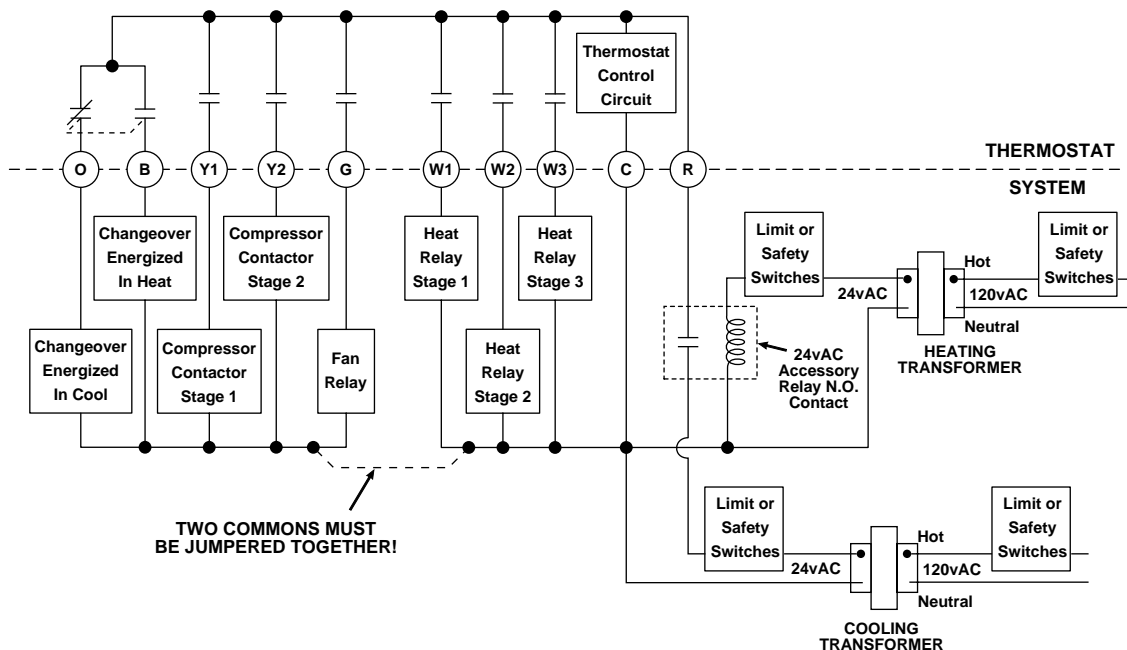 Thermostat
Control
Circuit
O
B
Y1
Y2
G
W1
W2
W3
C
R
THERMOSTAT
SYSTEM
Changeover
Energized
In Heat
Compressor
Contactor
Stage 2
Heat
Relay
Stage 1
Heat
Relay
Stage 3
Limit or
Safety
Switches
Limit or
Safety
Switches
Hot
24vAC
120vAC
Neutral
HEATING
TRANSFORMER
Changeover
Energized
In Cool
Compressor
Contactor
Stage 1
Fan
Relay
Heat
Relay
Stage 2
24vAC
Accessory
Relay N.O.
Contact
TWO COMMONS MUST
BE JUMPERED TOGETHER!
Limit or
Safety
Switches
Limit or
Safety
Switches
Hot
24vAC
120vAC
Neutral
COOLING
TRANSFORMER